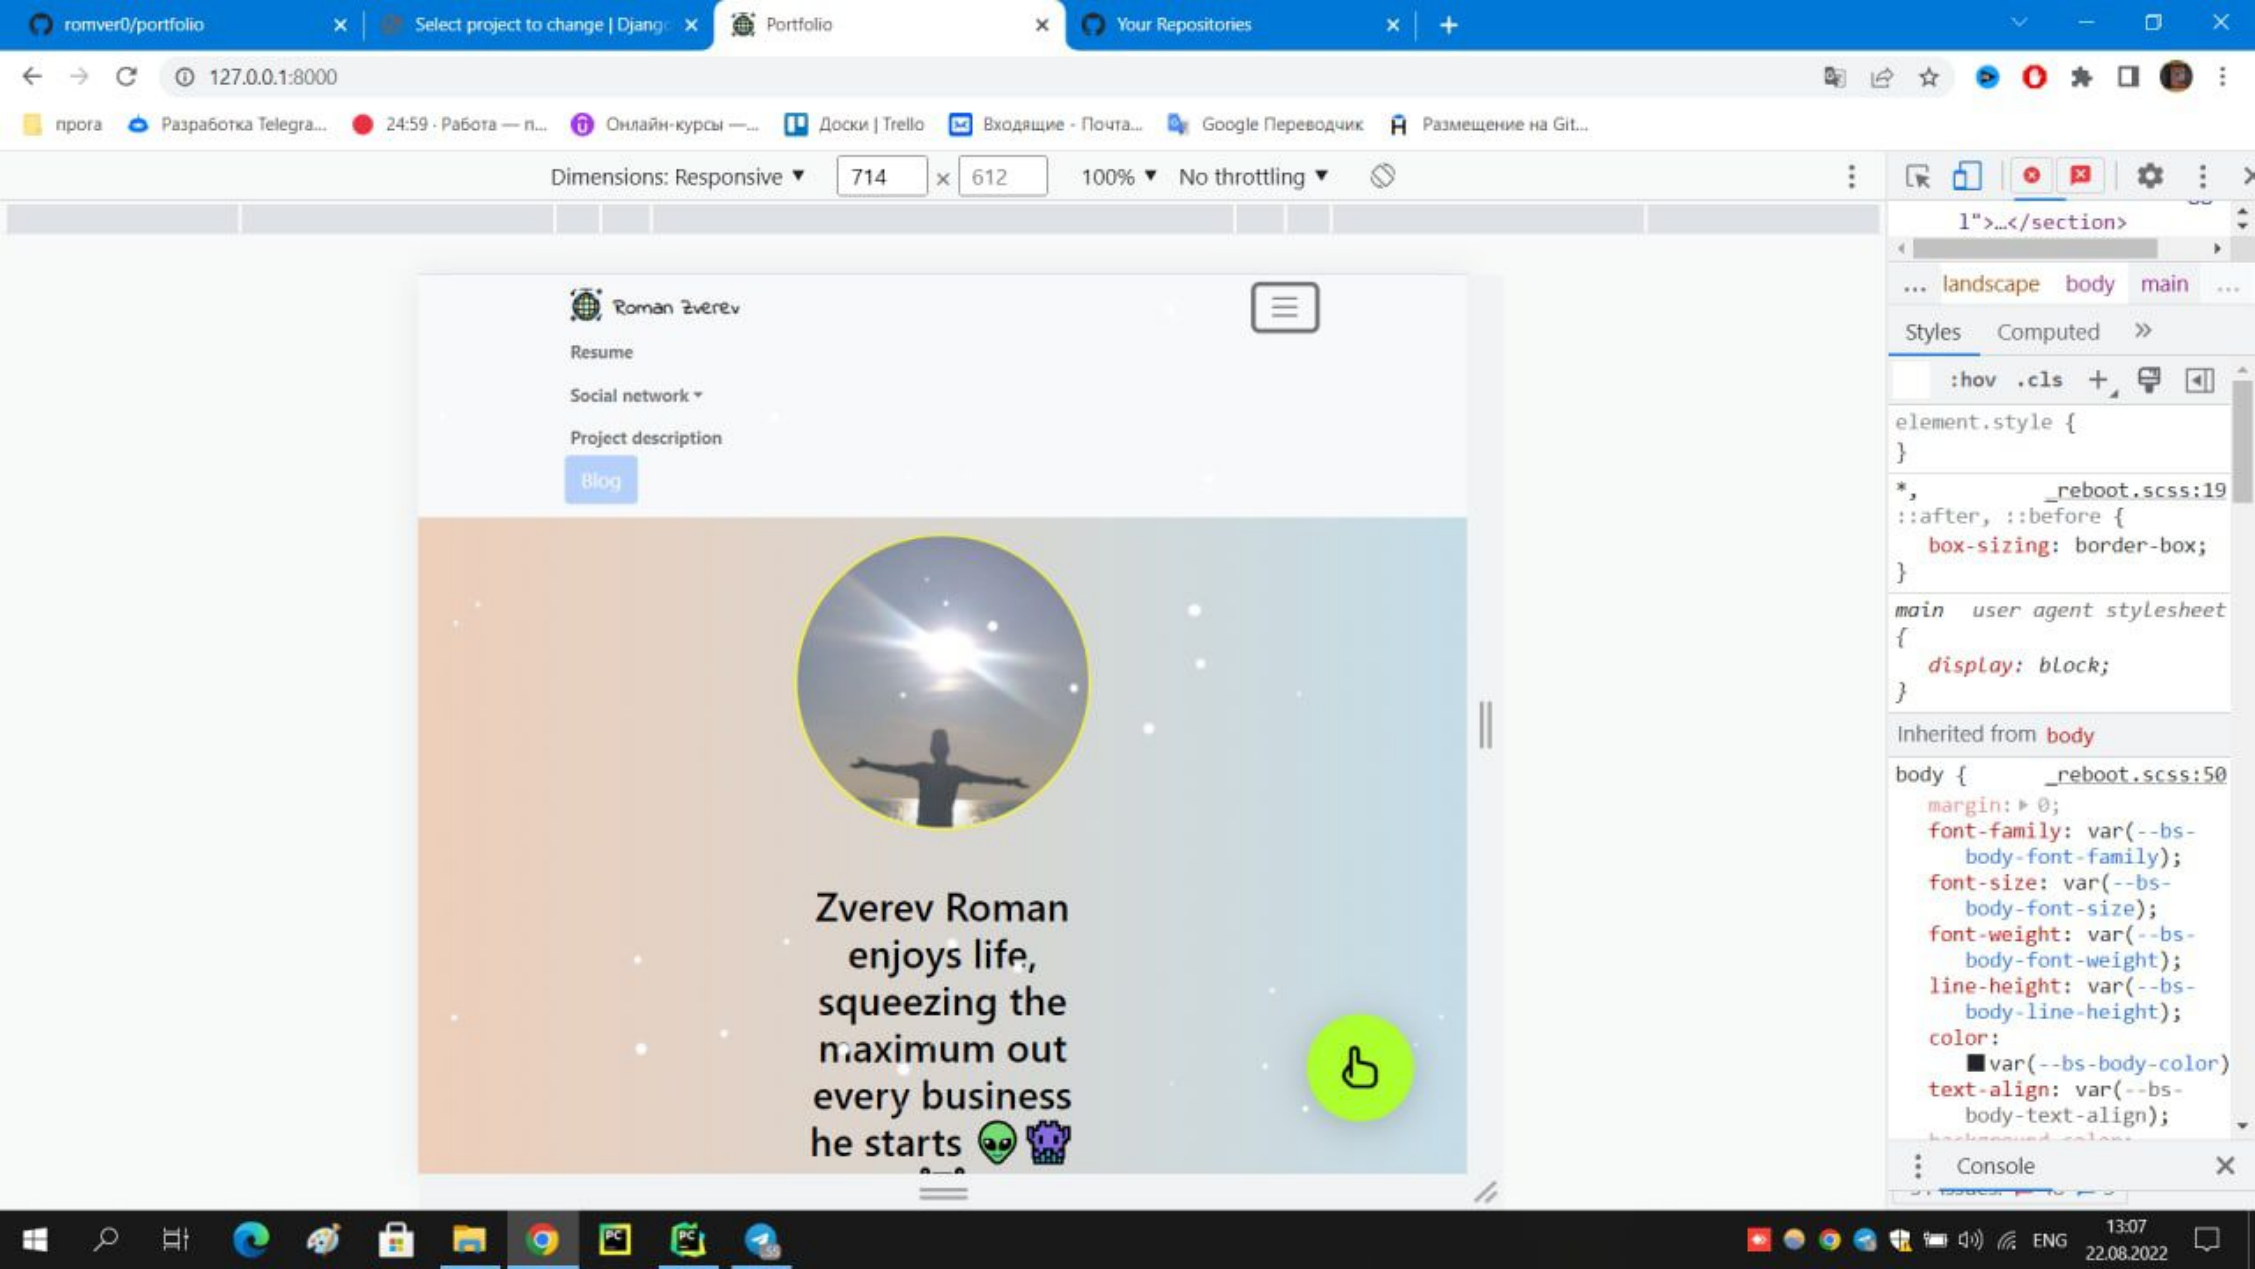 romver0/portfolio
Select project to change | Djang
Portfolio
Your Repositories
127.0.0.1:8000
прога
Разработка Telegra...
24:59 · Работа — п...
Онлайн-курсы —...
Доски | Trello
Входящие - Почта...
Google Переводчик
Размещение на Git...
Dimensions: Responsive
714 × 612
100%
No throttling
Roman Zverev
Resume
Social network
Project description
Blog
Zverev Roman
enjoys life,
squeezing the
maximum out
every business
he starts 👽👾
l">…</section>
... landscape body main ...
Styles Computed »
:hov .cls +
element.style {
}
*, _reboot.scss:19
::after, ::before {
box-sizing: border-box;
}
main user agent stylesheet
{
display: block;
}
Inherited from body
body { _reboot.scss:50
margin: ▶ 0;
font-family: var(--bs-
body-font-family);
font-size: var(--bs-
body-font-size);
font-weight: var(--bs-
body-font-weight);
line-height: var(--bs-
body-line-height);
color:
var(--bs-body-color)
text-align: var(--bs-
body-text-align);
Console
PC
PC
55
ENG
13:07
22.08.2022